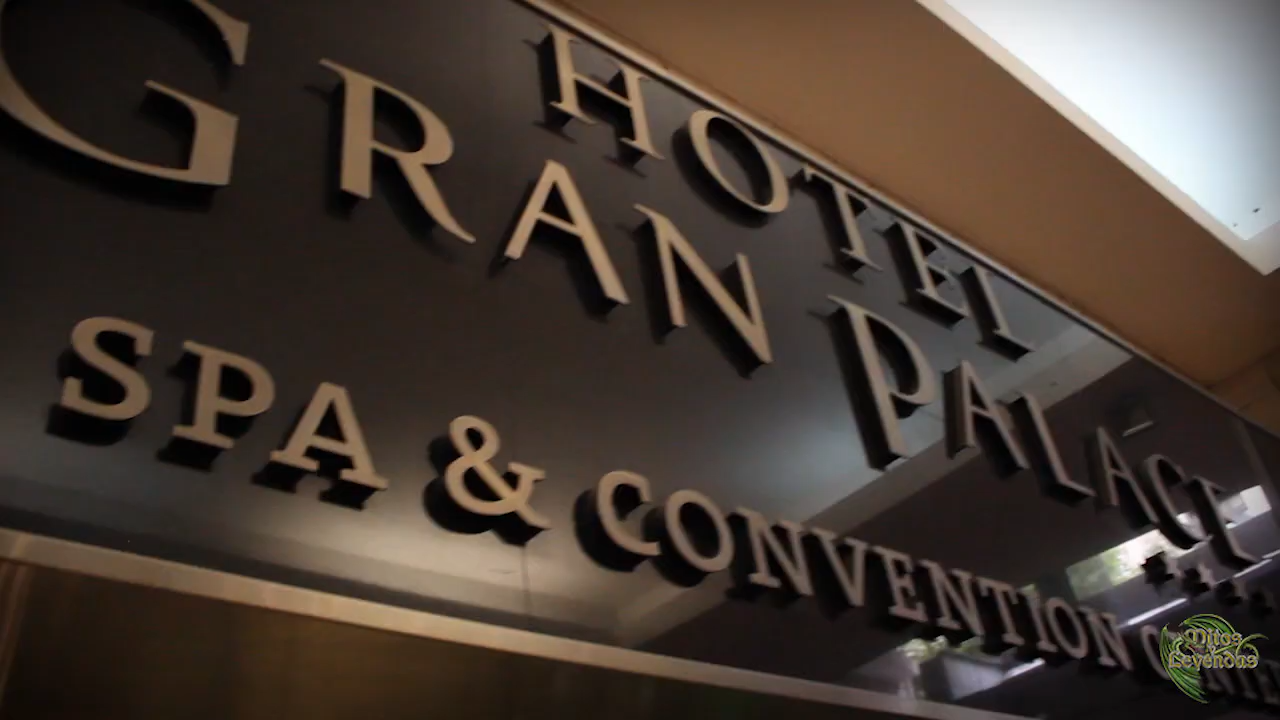 HOTEL
GRAN PALACE
SPA & CONVENTION
Mitos
Leyendas